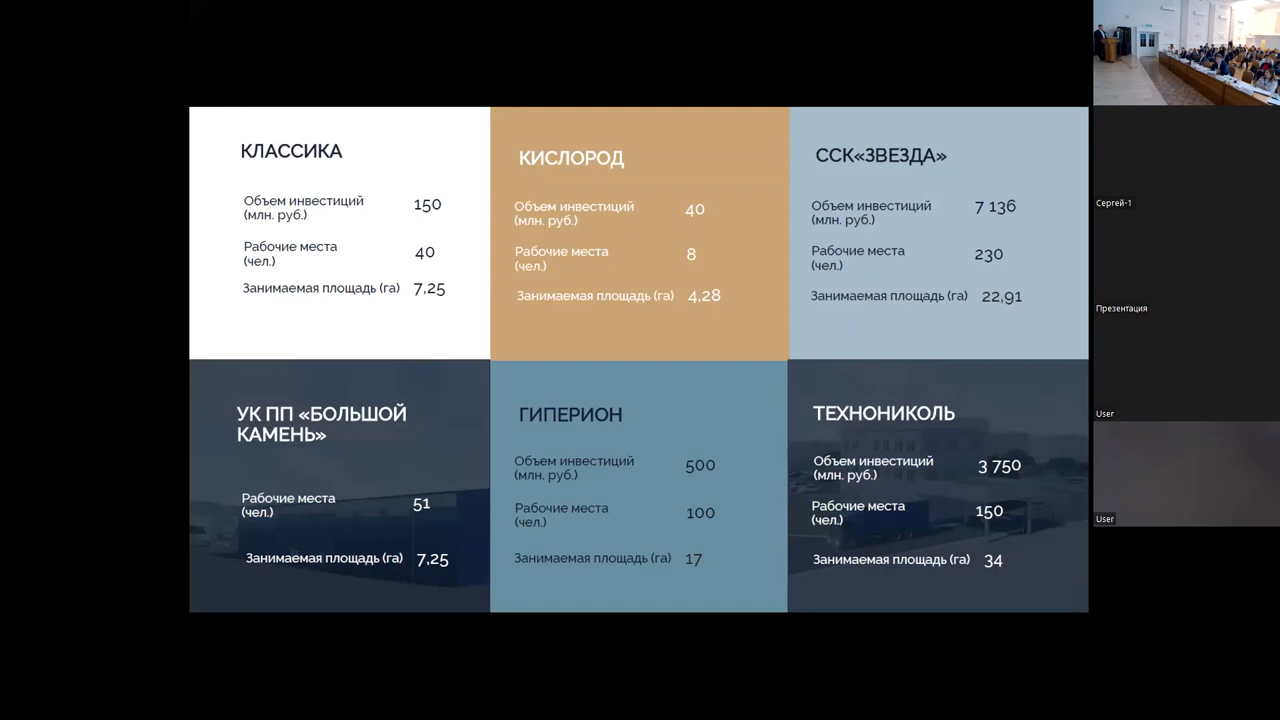 КЛАССИКА
Объем инвестиций 150
(млн. руб.)
Рабочие места 40
(чел.)
Занимаемая площадь (га) 7,25
КИСЛОРОД
Объем инвестиций 40
(млн. руб.)
Рабочие места 8
(чел.)
Занимаемая площадь (га) 4,28
ССК«ЗВЕЗДА»
Объем инвестиций 7 136
(млн. руб.)
Рабочие места 230
(чел.)
Занимаемая площадь (га) 22,91
УК ПП «БОЛЬШОЙ
КАМЕНЬ»
Рабочие места 51
(чел.)
Занимаемая площадь (га) 7,25
ГИПЕРИОН
Объем инвестиций 500
(млн. руб.)
Рабочие места 100
(чел.)
Занимаемая площадь (га) 17
ТЕХНОНИКОЛЬ
Объем инвестиций 3 750
(млн. руб.)
Рабочие места 150
(чел.)
Занимаемая площадь (га) 34
Сергей-1
Презентация
User
User